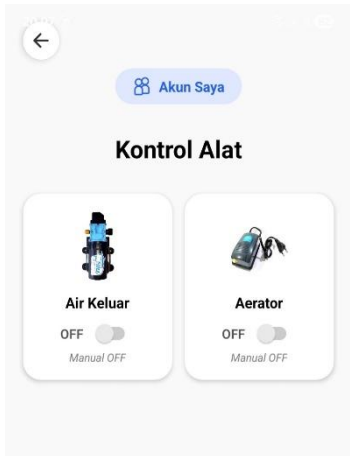 Akun Saya
Kontrol Alat
Air Keluar
OFF
Manual OFF
Aerator
OFF
Manual OFF